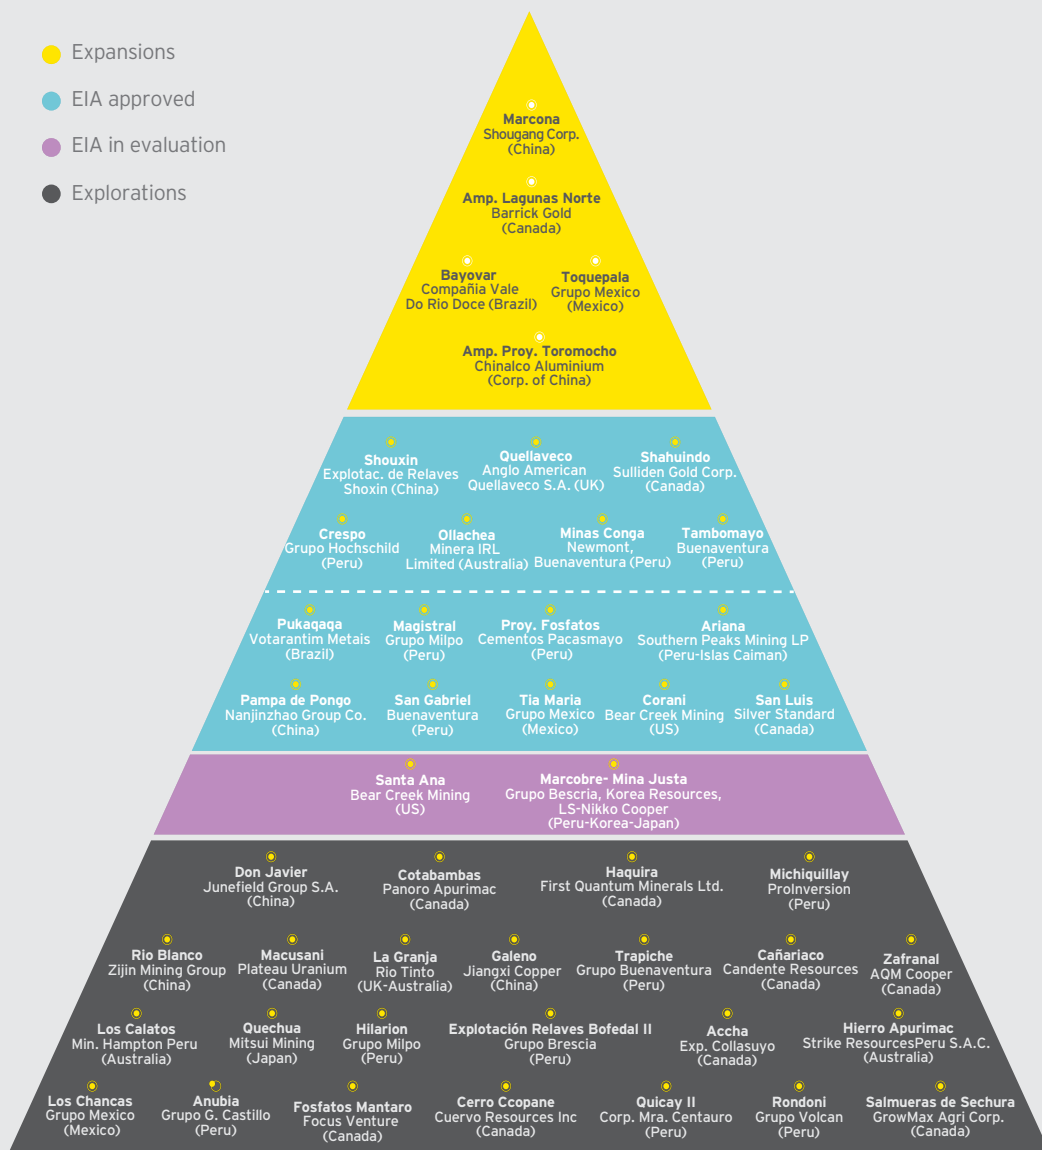 Expansions
EIA approved
EIA in evaluation
Explorations
Marcona
Shougang Corp.
(China)
Amp. Lagunas Norte
Barrick Gold
(Canada)
Bayovar
Compañia Vale
Do Rio Doce (Brazil)
Toquepala
Grupo Mexico
(Mexico)
Amp. Proy. Toromocho
Chinalco Aluminium
(Corp. of China)
Shouxin
Explotac. de Relaves
Shoxin (China)
Quellaveco
Anglo American
Quellaveco S.A. (UK)
Shahuindo
Sulliden Gold Corp.
(Canada)
Crespo
Grupo Hochschild
(Peru)
Ollachea
Minera IRL
Limited (Australia)
Minas Conga
Newmont,
Buenaventura (Peru)
Tambomayo
Buenaventura
(Peru)
Pukaqaqa
Votarantim Metais
(Brazil)
Magistral
Grupo Milpo
(Peru)
Proy. Fosfatos
Cementos Pacasmayo
(Peru)
Ariana
Southern Peaks Mining LP
(Peru-Islas Caiman)
Pampa de Pongo
Nanjinzhao Group Co.
(China)
San Gabriel
Buenaventura
(Peru)
Tia Maria
Grupo Mexico
(Mexico)
Corani
Bear Creek Mining
(US)
San Luis
Silver Standard
(Canada)
Santa Ana
Bear Creek Mining
(US)
Marcobre- Mina Justa
Grupo Bescria, Korea Resources,
LS-Nikko Cooper
(Peru-Korea-Japan)
Don Javier
Junefield Group S.A.
(China)
Cotabambas
Panoro Apurimac
(Canada)
Haquira
First Quantum Minerals Ltd.
(Canada)
Michiquillay
ProInversion
(Peru)
Rio Blanco
Zijin Mining Group
(China)
Macusani
Plateau Uranium
(Canada)
La Granja
Rio Tinto
(UK-Australia)
Galeno
Jiangxi Copper
(China)
Trapiche
Grupo Buenaventura
(Peru)
Cañariaco
Candente Resources
(Canada)
Zafranal
AQM Cooper
(Canada)
Los Calatos
Min. Hampton Peru
(Australia)
Quechua
Mitsui Mining
(Japan)
Hilarion
Grupo Milpo
(Peru)
Explotación Relaves Bofedal II
Grupo Brescia
(Peru)
Accha
Exp. Collasuyo
(Canada)
Hierro Apurimac
Strike ResourcesPeru S.A.C.
(Australia)
Los Chancas
Grupo Mexico
(Mexico)
Anubia
Grupo G. Castillo
(Peru)
Fosfatos Mantaro
Focus Venture
(Canada)
Cerro Ccopane
Cuervo Resources Inc
(Canada)
Quicay II
Corp. Mra. Centauro
(Peru)
Rondoni
Grupo Volcan
(Peru)
Salmueras de Sechura
GrowMax Agri Corp.
(Canada)